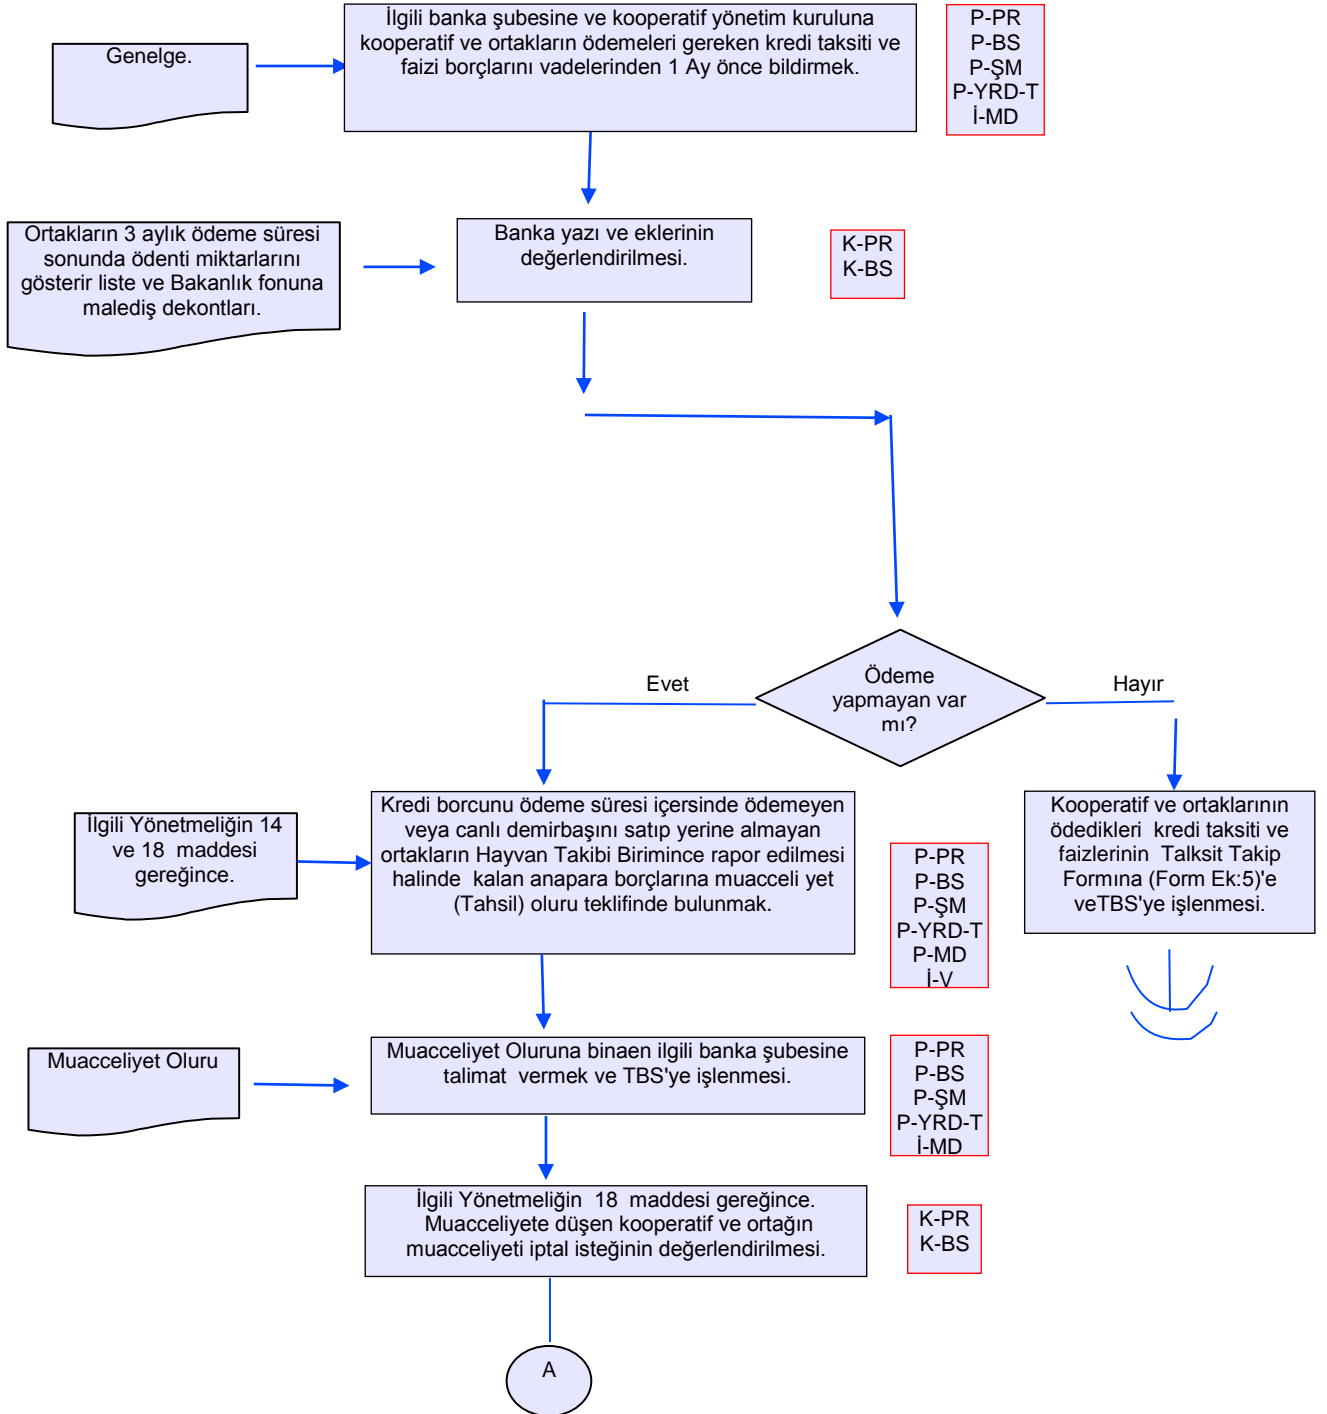 Genelge.
İlgili banka şubesine ve kooperatif yönetim kuruluna
kooperatif ve ortakların ödemeleri gereken kredi taksiti ve
faizi borçlarını vadelerinden 1 Ay önce bildirmek.
P-PR
P-BS
P-ŞM
P-YRD-T
İ-MD
Ortakların 3 aylık ödeme süresi
sonunda ödenti miktarlarını
gösterir liste ve Bakanlık fonuna
malediş dekontları.
Banka yazı ve eklerinin
değerlendirilmesi.
K-PR
K-BS
Ödeme
yapmayan var
mı?
Evet
Hayır
İlgili Yönetmeliğin 14
ve 18  maddesi
gereğince.
Kredi borcunu ödeme süresi içersinde ödemeyen
veya canlı demirbaşını satıp yerine almayan
ortakların Hayvan Takibi Birimince rapor edilmesi
halinde  kalan anapara borçlarına muacceli yet
(Tahsil) oluru teklifinde bulunmak.
P-PR
P-BS
P-ŞM
P-YRD-T
P-MD
İ-V
Kooperatif ve ortaklarının
ödedikleri  kredi taksiti ve
faizlerinin  Talksit Takip
Formına (Form Ek:5)'e
veTBS'ye işlenmesi.
Muacceliyet Oluru
Muacceliyet Oluruna binaen ilgili banka şubesine
talimat  vermek ve TBS'ye işlenmesi.
P-PR
P-BS
P-ŞM
P-YRD-T
İ-MD
İlgili Yönetmeliğin  18  maddesi gereğince.
Muacceliyete düşen kooperatif ve ortağın
muacceliyeti iptal isteğinin değerlendirilmesi.
K-PR
K-BS
A